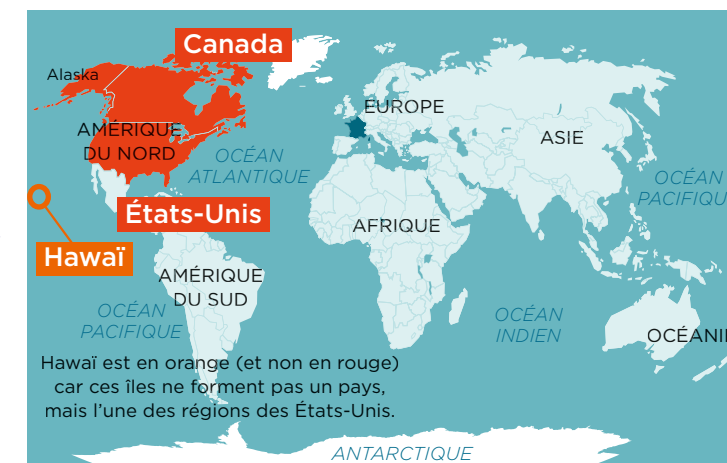 Canada
Alaska
EUROPE
AMÉRIQUE
DU NORD
ASIE
OCÉAN
ATLANTIQUE
OCÉAN
PACIFIQU
États-Unis
AFRIQUE
Hawaï
AMÉRIQUE
DU SUD
OCÉAN
PACIFIQUE
OCÉAN
INDIEN
OCÉANIE
Hawaï est en orange (et non en rouge)
car ces îles ne forment pas un pays,
mais l'une des régions des États-Unis.
ANTARCTIQUE